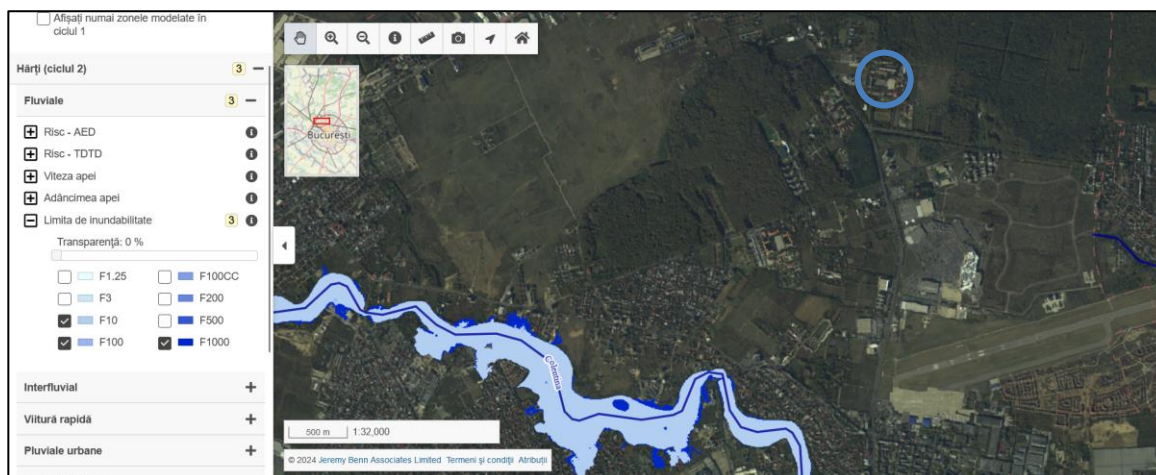 Afișați numai zonele modelate în
ciclul 1
Hărți (ciclul 2)
3
Fluviale
3
Risc - AED
Risc - TDTD
Viteza apei
Adâncimea apei
Limita de inundabilitate
3
Transparență: 0 %
F1.25
F100CC
F3
F200
F10
F500
F100
F1000
Interfluvial
Viitură rapidă
Pluviale urbane
București
Colentina
500 m
1:32,000
© 2024 Jeremy Benn Associates Limited Termeni și condiții Atribuții